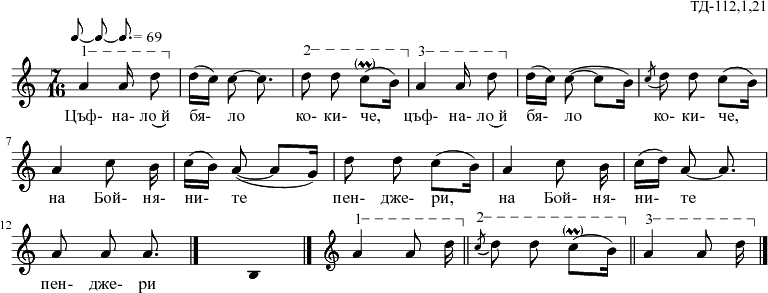 ТД-112,1,21
= 69
1 2 3
7
16
Цъф- на- ло й бя- ло ко- ки- че, цъф- на- ло й бя- ло ко- ки- че,
7
на Бой- ня- ни- те пен- дже- ри, на Бой- ня- ни- те
12
1 2 3
пен- дже- ри